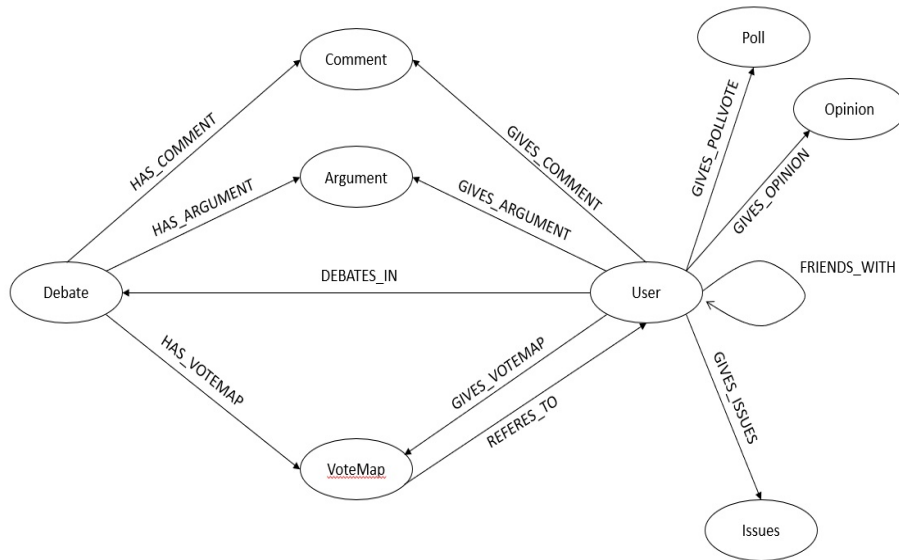 Poll
Comment
Opinion
GIVES_POLLVOTE
HAS_COMMENT
GIVES_COMMENT
Argument
GIVES_OPINION
HAS_ARGUMENT
GIVES_ARGUMENT
DEBATES_IN
FRIENDS_WITH
Debate
User
HAS_VOTEMAP
GIVES_VOTEMAP
GIVES_ISSUES
REFERES_TO
VoteMap
Issues